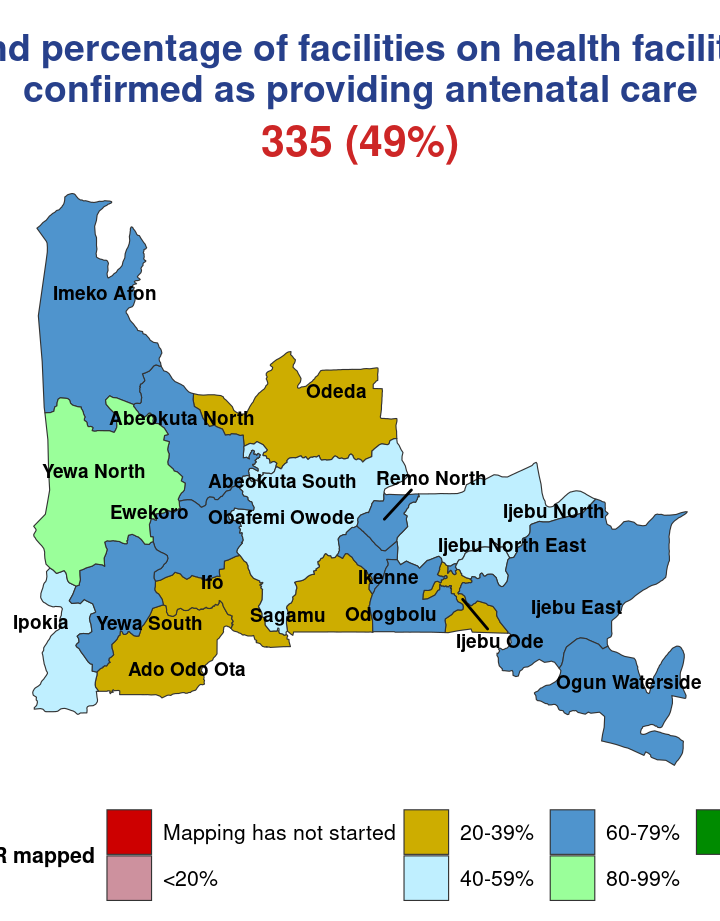 nd percentage of facilities on health facilit
confirmed as providing antenatal care
335 (49%)
Imeko Afon
Odeda
Abeokuta North
Yewa North
Abeokuta South
Remo North
Ewekoro
Obafemi Owode
Ijebu North
Ijebu North East
Ifo
Ikenne
Ipokia
Yewa South
Sagamu
Odogbolu
Ijebu East
Ijebu Ode
Ado Odo Ota
Ogun Waterside
R mapped
Mapping has not started
<20%
20-39%
40-59%
60-79%
80-99%